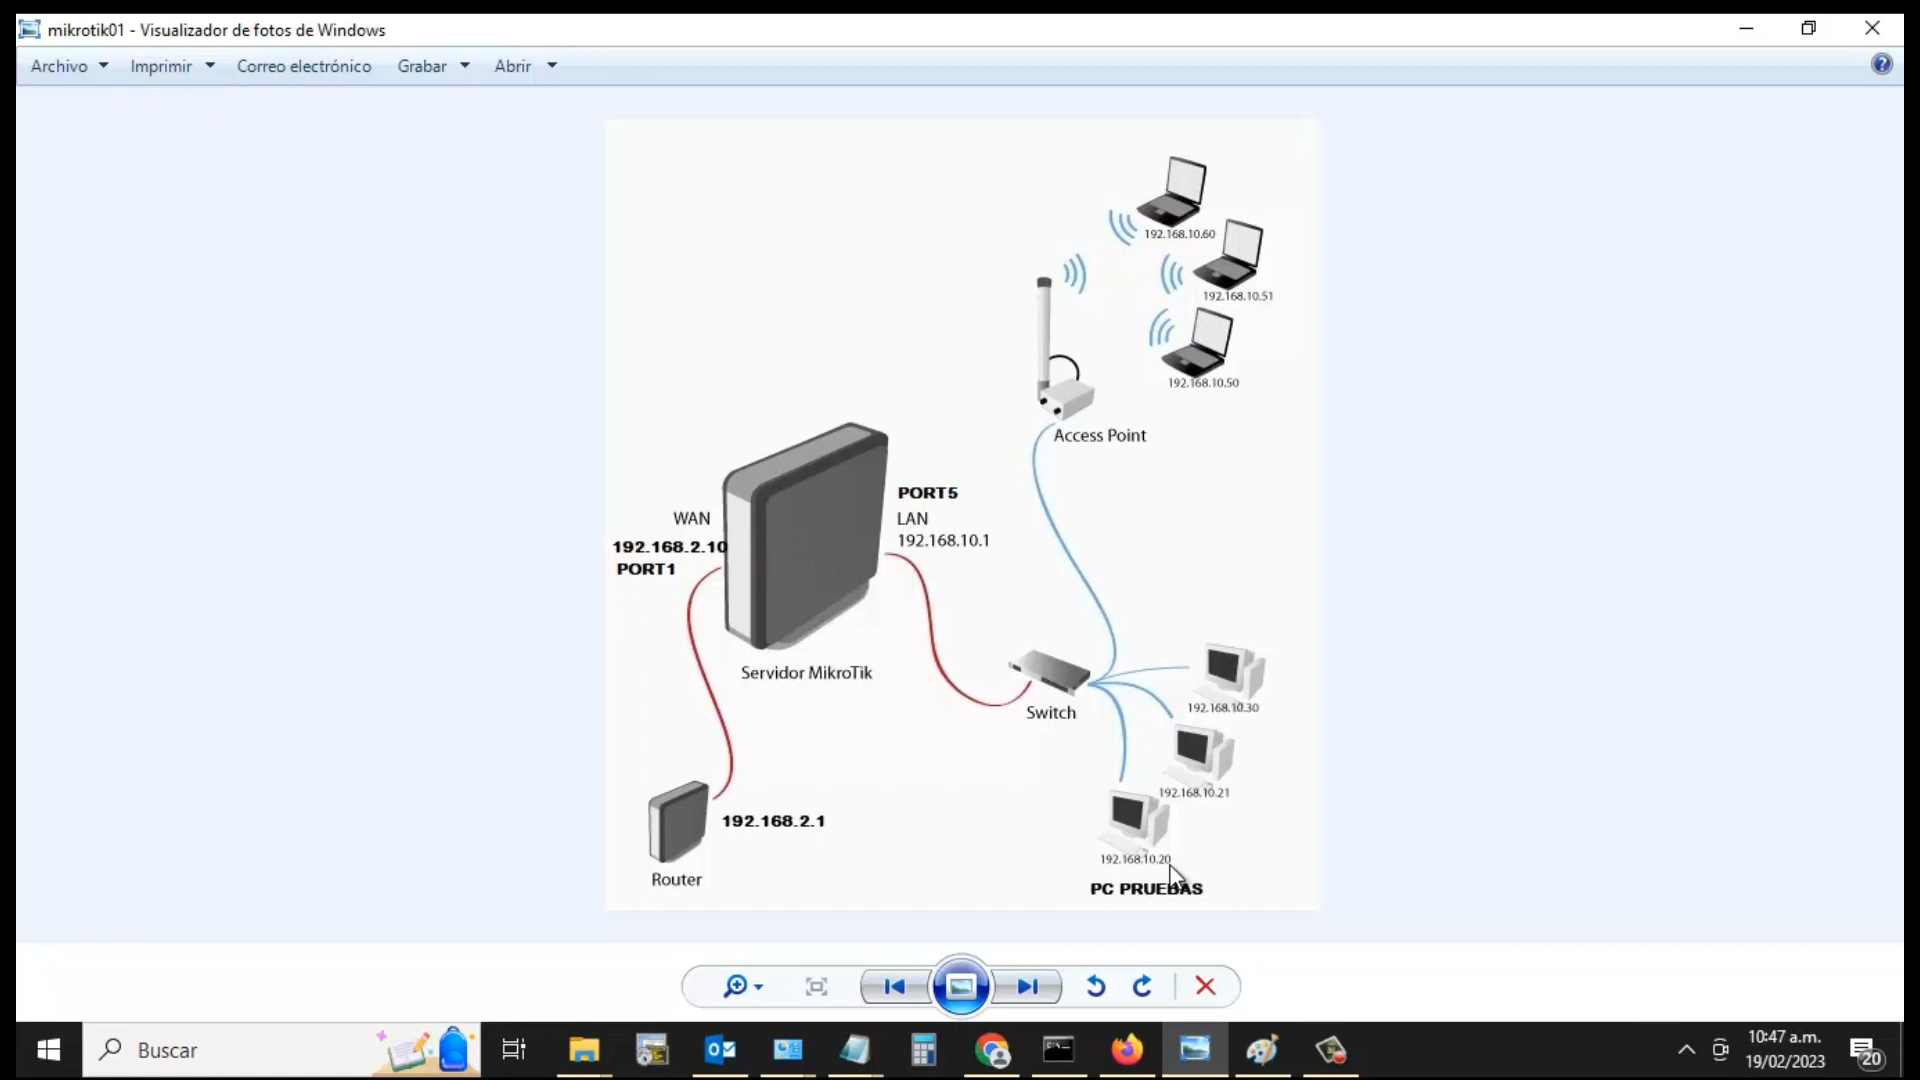 mikrotik01 - Visualizador de fotos de Windows
Archivo Imprimir Correo electrónico Grabar Abrir
192.168.10.60
192.168.10.51
192.168.10.50
Access Point
PORT5
WAN LAN
192.168.10.1
192.168.2.10
PORT1
Servidor MikroTik
192.168.10.30
Switch
192.168.10.21
192.168.2.1
192.168.10.20
Router
PC PRUEBAS
Buscar
10:47 a.m.
19/02/2023
20